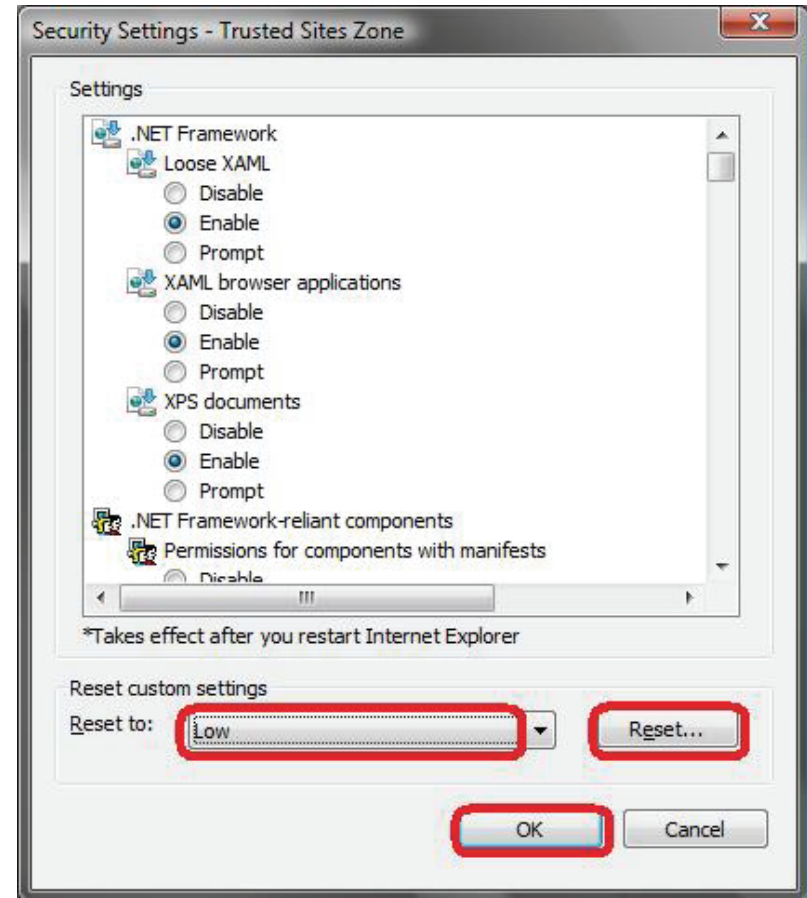 Security Settings - Trusted Sites Zone
Settings
.NET Framework
Loose XAML
Disable
Enable
Prompt
XAML browser applications
Disable
Enable
Prompt
XPS documents
Disable
Enable
Prompt
.NET Framework-reliant components
Permissions for components with manifests
Disable
*Takes effect after you restart Internet Explorer
Reset custom settings
Reset to: Low Reset...
OK Cancel